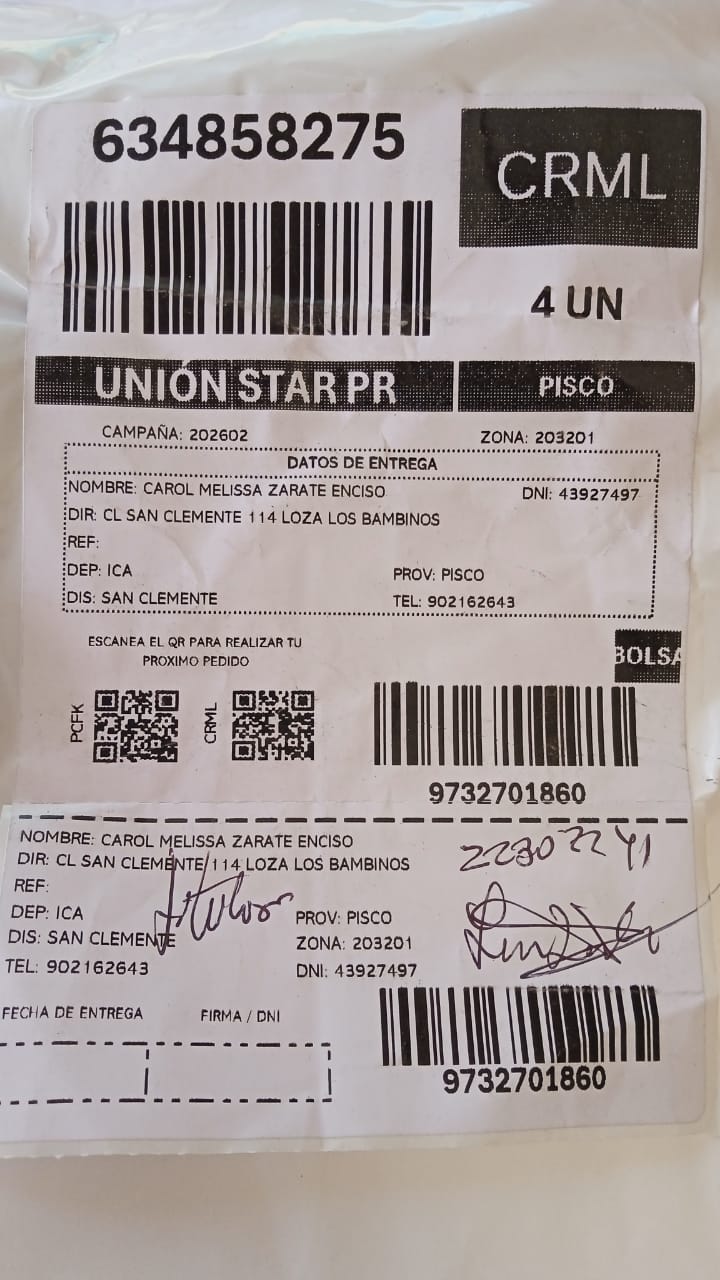 634858275
CRML
4 UN
UNIÓN STAR PR
PISCO
CAMPAÑA: 202602
ZONA: 203201
DATOS DE ENTREGA
NOMBRE: CAROL MELISSA ZARATE ENCISO DNI: 43927497
DIR: CL SAN CLEMENTE 114 LOZA LOS BAMBINOS
REF:
DEP: ICA PROV: PISCO
DIS: SAN CLEMENTE TEL: 902162643
ESCANEA EL QR PARA REALIZAR TU
PROXIMO PEDIDO
BOLSA
PCFK
CRML
9732701860
NOMBRE: CAROL MELISSA ZARATE ENCISO
DIR: CL SAN CLEMENTE 114 LOZA LOS BAMBINOS
REF:
DEP: ICA PROV: PISCO
DIS: SAN CLEMENTE ZONA: 203201
TEL: 902162643 DNI: 43927497
FECHA DE ENTREGA FIRMA / DNI
9732701860